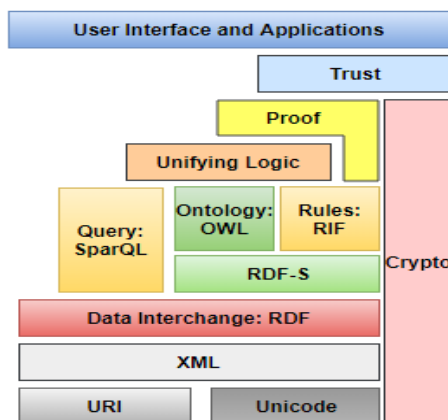 User Interface and Applications
Trust
Proof
Unifying Logic
Query:
SparQL
Ontology:
OWL
Rules:
RIF
RDF-S
Crypto
Data Interchange: RDF
XML
URI
Unicode